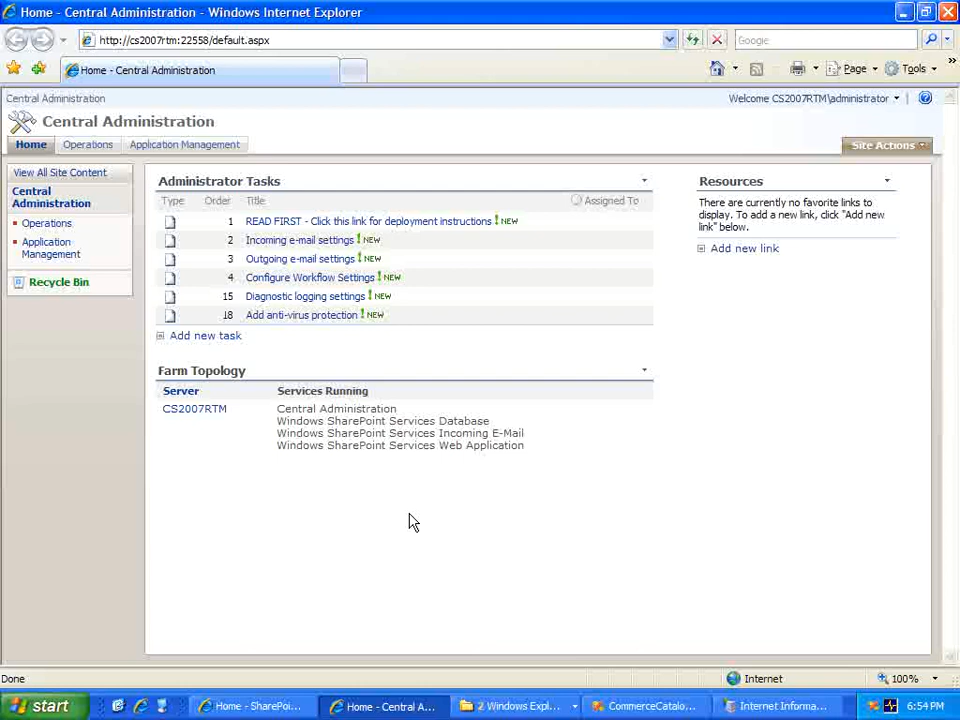 Home - Central Administration - Windows Internet Explorer
http://cs2007rtm:22558/default.aspx
Google
Home - Central Administration
Page
Tools
Central Administration
Welcome CS2007RTM\administrator
Central Administration
Home
Operations
Application Management
Site Actions
View All Site Content
Central Administration
Operations
Application Management
Recycle Bin
Administrator Tasks
Type Order Title Assigned To
1 READ FIRST - Click this link for deployment instructions ! NEW
2 Incoming e-mail settings ! NEW
3 Outgoing e-mail settings ! NEW
4 Configure Workflow Settings ! NEW
15 Diagnostic logging settings ! NEW
18 Add anti-virus protection ! NEW
Add new task
Farm Topology
Server Services Running
CS2007RTM Central Administration
Windows SharePoint Services Database
Windows SharePoint Services Incoming E-Mail
Windows SharePoint Services Web Application
Resources
There are currently no favorite links to
display. To add a new link, click "Add new
link" below.
Add new link
Done
Internet
100%
start
Home - SharePoi...
Home - Central A...
2 Windows Expl...
CommerceCatalo...
Internet Informa...
6:54 PM